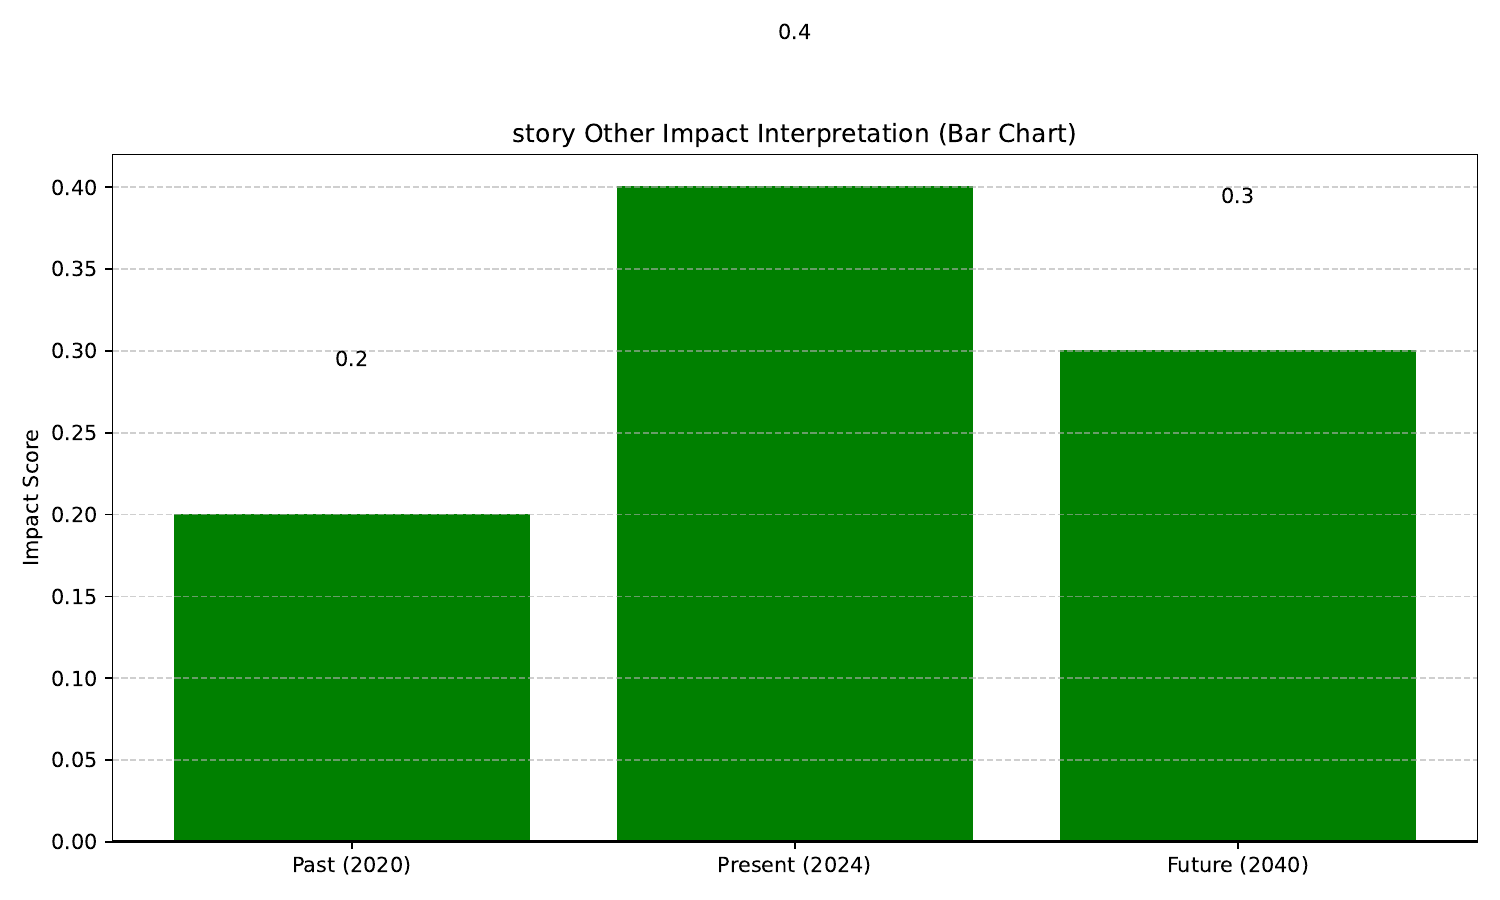 0.4
story Other Impact Interpretation (Bar Chart)
0.40
0.3
0.35
0.30
0.2
0.25
0.20
0.15
0.10
0.05
0.00
Impact Score
Past (2020)
Present (2024)
Future (2040)